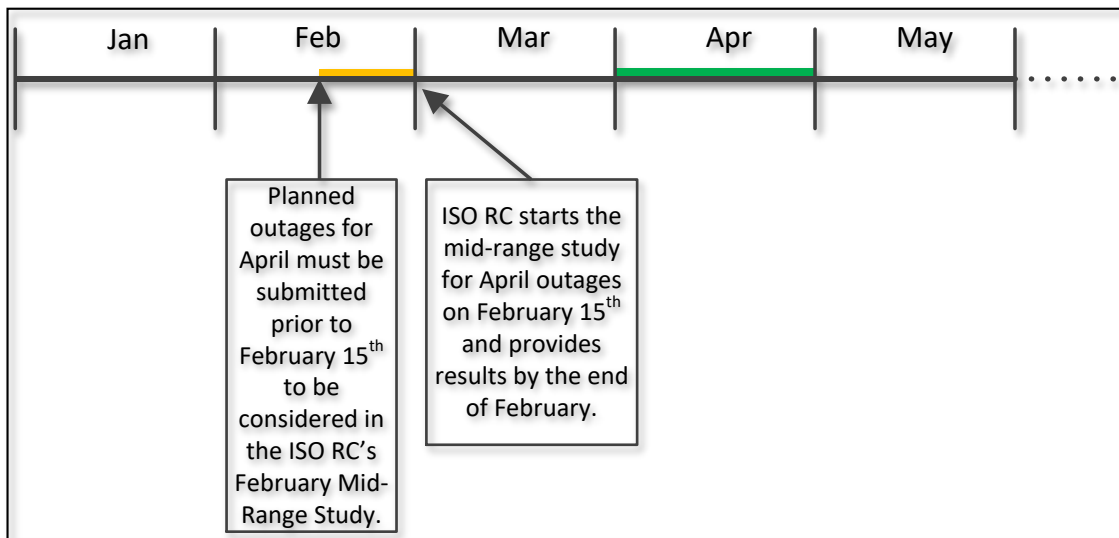 Jan Feb Mar Apr May
Planned
outages for
April must be
submitted
prior to
February 15th
to be
considered in
the ISO RC’s
February Mid-
Range Study.
ISO RC starts the
mid-range study
for April outages
on February 15th
and provides
results by the end
of February.